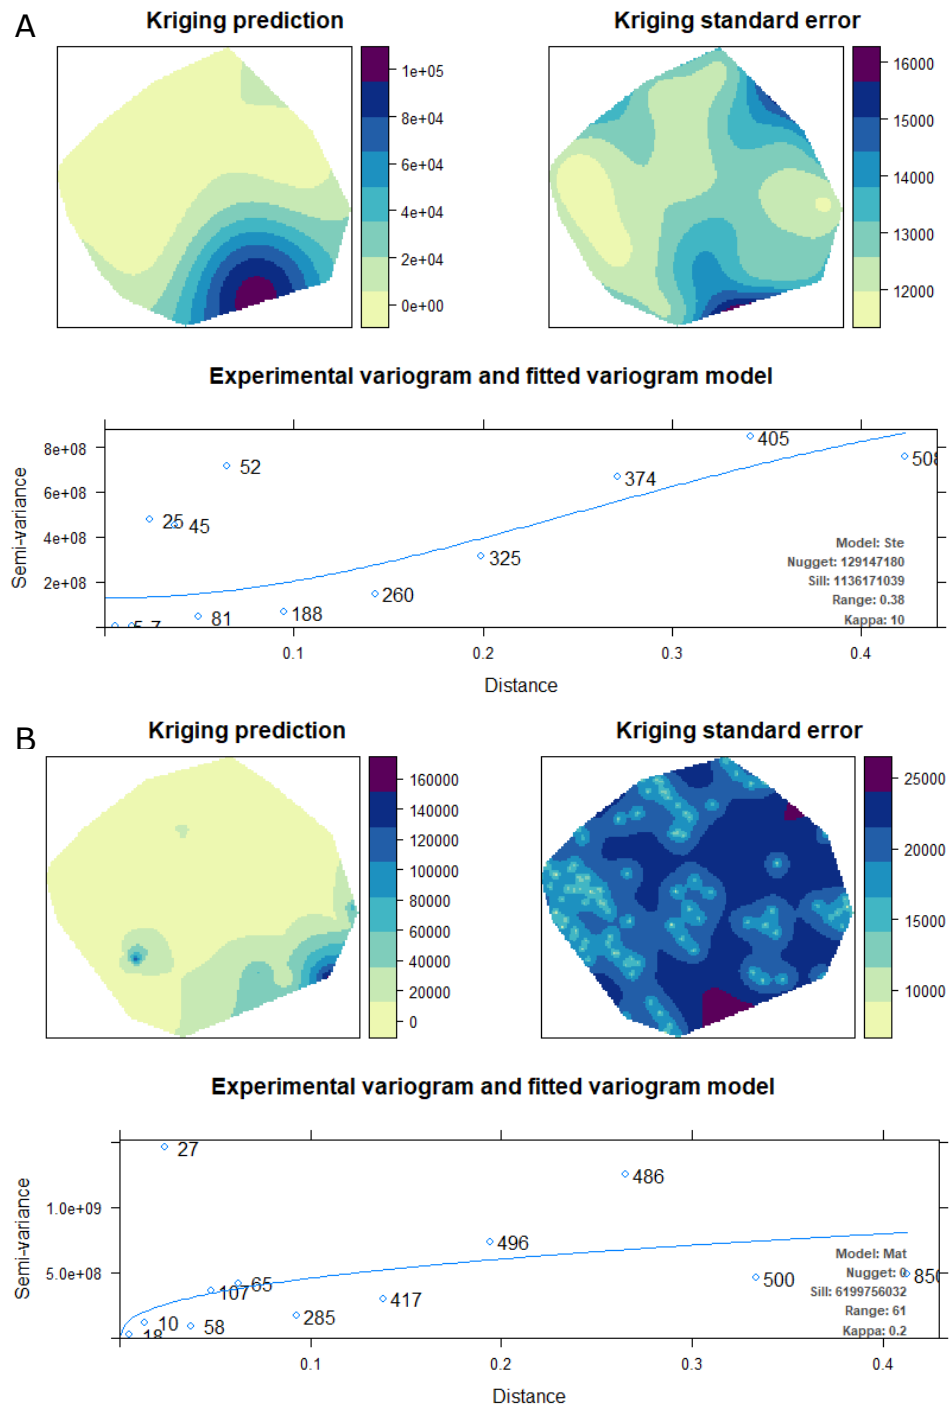 A
Kriging prediction
Kriging standard error
1e+05
8e+04
6e+04
4e+04
2e+04
0e+00
16000
15000
14000
13000
12000
Experimental variogram and fitted variogram model
Semi-variance
8e+08
6e+08
4e+08
2e+08
5 7
25
45
81
52
188
260
325
374
405
Model: Ste
Nugget: 129147180
Sill: 1136171039
Range: 0.38
Kappa: 10
0.1
0.2
0.3
0.4
Distance
B
Kriging prediction
Kriging standard error
160000
140000
120000
100000
80000
60000
40000
20000
0
25000
20000
15000
10000
Experimental variogram and fitted variogram model
Semi-variance
1.0e+09
5.0e+08
18
10
27
58
107
65
285
417
496
486
500
Model: Mat
Nugget: 0
Sill: 6199756032
Range: 61
Kappa: 0.2
0.1
0.2
0.3
0.4
Distance